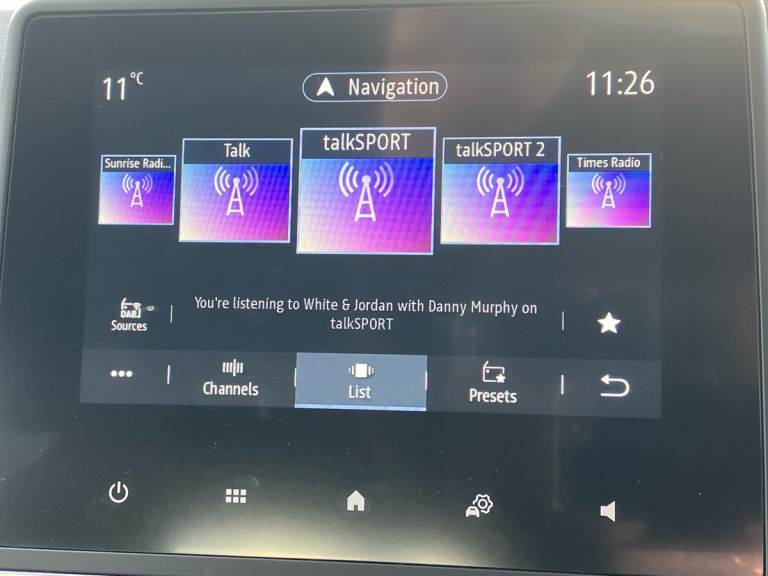 11°C
Navigation
11:26
Sunrise Radi...
Talk
talkSPORT
talkSPORT 2
Times Radio
DAB
Sources
You're listening to White & Jordan with Danny Murphy on
talkSPORT
Channels
List
Presets